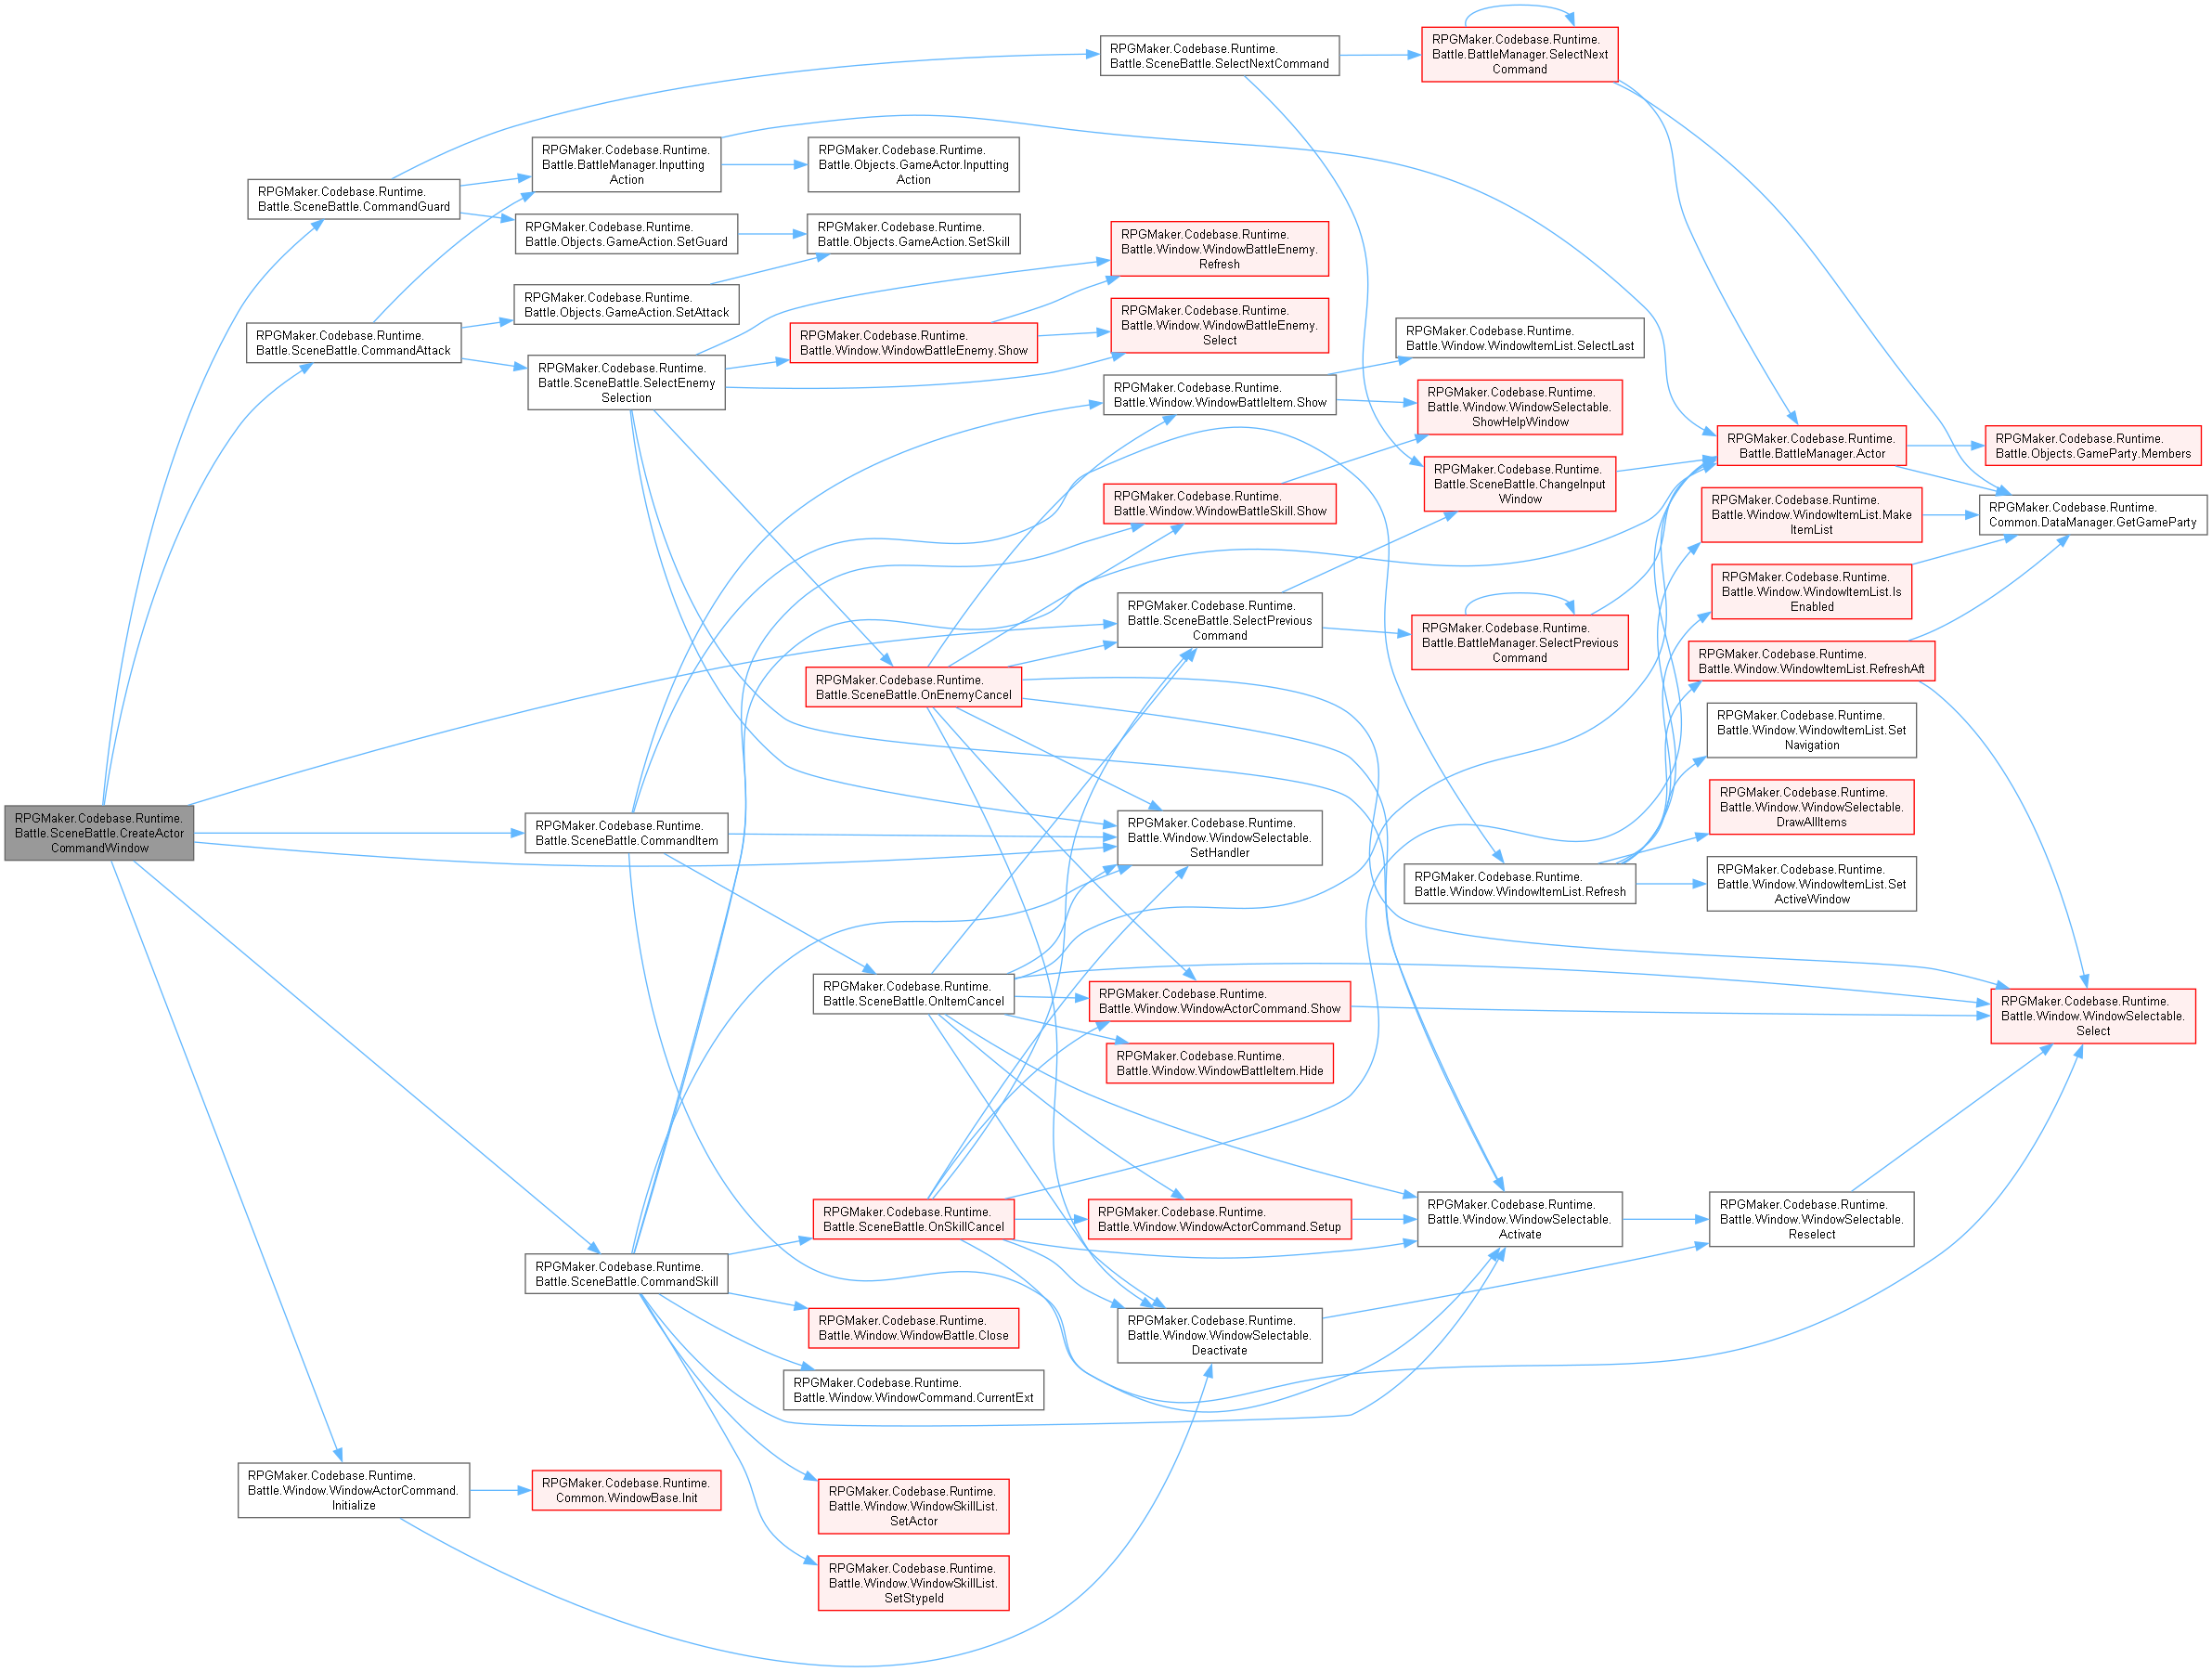 RPGMaker.Codebase.Runtime.
Battle.SceneBattle.CreateActor
CommandWindow
RPGMaker.Codebase.Runtime.
Battle.SceneBattle.CommandGuard
RPGMaker.Codebase.Runtime.
Battle.SceneBattle.CommandAttack
RPGMaker.Codebase.Runtime.
Battle.Window.WindowActorCommand.
Initialize
RPGMaker.Codebase.Runtime.
Battle.BattleManager.Inputting
Action
RPGMaker.Codebase.Runtime.
Battle.Objects.GameAction.SetGuard
RPGMaker.Codebase.Runtime.
Battle.Objects.GameAction.SetAttack
RPGMaker.Codebase.Runtime.
Battle.SceneBattle.SelectEnemy
Selection
RPGMaker.Codebase.Runtime.
Battle.SceneBattle.CommandItem
RPGMaker.Codebase.Runtime.
Battle.SceneBattle.CommandSkill
RPGMaker.Codebase.Runtime.
Common.WindowBase.Init
RPGMaker.Codebase.Runtime.
Battle.Objects.GameActor.Inputting
Action
RPGMaker.Codebase.Runtime.
Battle.Objects.GameAction.SetSkill
RPGMaker.Codebase.Runtime.
Battle.Window.WindowBattleEnemy.Show
RPGMaker.Codebase.Runtime.
Battle.SceneBattle.OnEnemyCancel
RPGMaker.Codebase.Runtime.
Battle.SceneBattle.OnItemCancel
RPGMaker.Codebase.Runtime.
Battle.SceneBattle.OnSkillCancel
RPGMaker.Codebase.Runtime.
Battle.Window.WindowBattle.Close
RPGMaker.Codebase.Runtime.
Battle.Window.WindowCommand.CurrentExt
RPGMaker.Codebase.Runtime.
Battle.Window.WindowSkillList.
SetActor
RPGMaker.Codebase.Runtime.
Battle.Window.WindowSkillList.
SetStypeId
RPGMaker.Codebase.Runtime.
Battle.SceneBattle.SelectNextCommand
RPGMaker.Codebase.Runtime.
Battle.Window.WindowBattleEnemy.
Refresh
RPGMaker.Codebase.Runtime.
Battle.Window.WindowBattleEnemy.
Select
RPGMaker.Codebase.Runtime.
Battle.Window.WindowBattleItem.Show
RPGMaker.Codebase.Runtime.
Battle.Window.WindowBattleSkill.Show
RPGMaker.Codebase.Runtime.
Battle.SceneBattle.SelectPrevious
Command
RPGMaker.Codebase.Runtime.
Battle.Window.WindowSelectable.
SetHandler
RPGMaker.Codebase.Runtime.
Battle.Window.WindowActorCommand.Show
RPGMaker.Codebase.Runtime.
Battle.Window.WindowBattleItem.Hide
RPGMaker.Codebase.Runtime.
Battle.Window.WindowActorCommand.Setup
RPGMaker.Codebase.Runtime.
Battle.Window.WindowSelectable.
Deactivate
RPGMaker.Codebase.Runtime.
Battle.BattleManager.SelectNext
Command
RPGMaker.Codebase.Runtime.
Battle.Window.WindowItemList.SelectLast
RPGMaker.Codebase.Runtime.
Battle.Window.WindowSelectable.
ShowHelpWindow
RPGMaker.Codebase.Runtime.
Battle.SceneBattle.ChangeInput
Window
RPGMaker.Codebase.Runtime.
Battle.BattleManager.SelectPrevious
Command
RPGMaker.Codebase.Runtime.
Battle.Window.WindowItemList.Refresh
RPGMaker.Codebase.Runtime.
Battle.Window.WindowSelectable.
Activate
RPGMaker.Codebase.Runtime.
Battle.BattleManager.Actor
RPGMaker.Codebase.Runtime.
Battle.Window.WindowItemList.Make
ItemList
RPGMaker.Codebase.Runtime.
Battle.Window.WindowItemList.Is
Enabled
RPGMaker.Codebase.Runtime.
Battle.Window.WindowItemList.RefreshAft
RPGMaker.Codebase.Runtime.
Battle.Window.WindowItemList.Set
Navigation
RPGMaker.Codebase.Runtime.
Battle.Window.WindowSelectable.
DrawAllItems
RPGMaker.Codebase.Runtime.
Battle.Window.WindowItemList.Set
ActiveWindow
RPGMaker.Codebase.Runtime.
Battle.Window.WindowSelectable.
Reselect
RPGMaker.Codebase.Runtime.
Battle.Objects.GameParty.Members
RPGMaker.Codebase.Runtime.
Common.DataManager.GetGameParty
RPGMaker.Codebase.Runtime.
Battle.Window.WindowSelectable.
Select